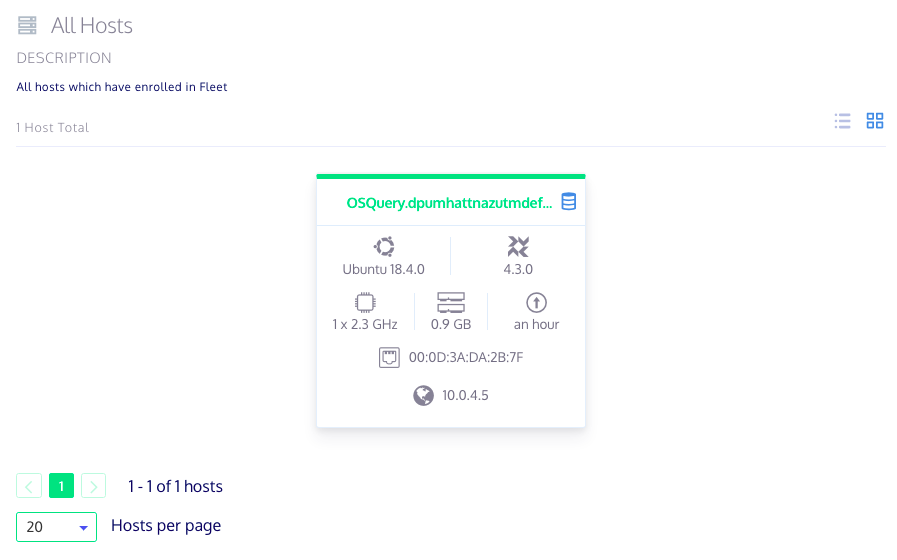 All Hosts
DESCRIPTION
All hosts which have enrolled in Fleet
1 Host Total
OSQuery.dpumhattnazutmdef...
Ubuntu 18.4.0
4.3.0
1 x 2.3 GHz
0.9 GB
an hour
00:0D:3A:DA:2B:7F
10.0.4.5
1
1 - 1 of 1 hosts
20
Hosts per page